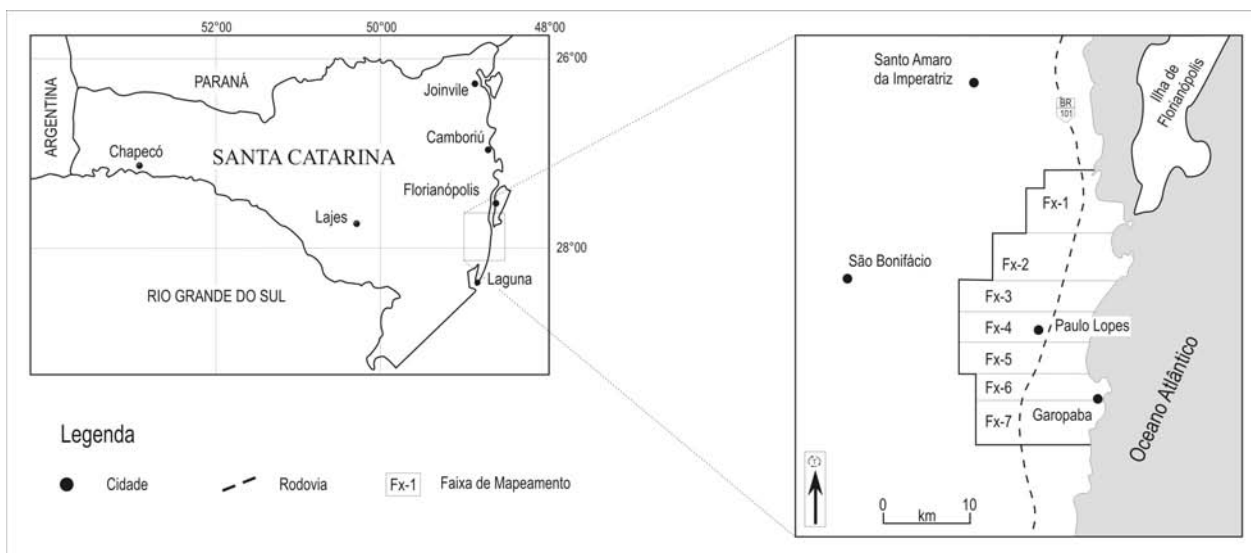 52°00
50°00
48°00
26°00
PARANÁ
Joinvile
ARGENTINA
Camboriú
Chapecó
SANTA CATARINA
Florianópolis
Lajes
28°00
Laguna
RIO GRANDE DO SUL
Legenda
Cidade
Rodovia
Fx-1
Faixa de Mapeamento
Santo Amaro
da Imperatriz
BR
101
Ilha de
Florianópolis
Fx-1
São Bonifácio
Fx-2
Fx-3
Fx-4
Paulo Lopes
Fx-5
Fx-6
Garopaba
Fx-7
Oceano Atlântico
0
10
km